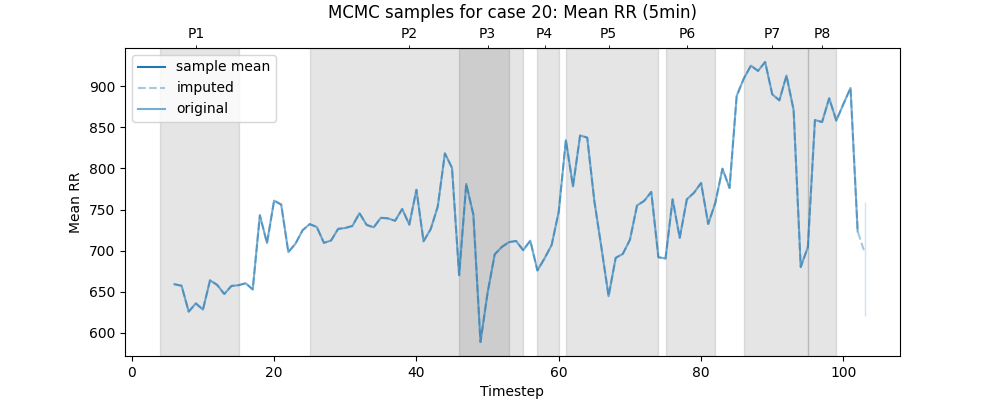 MCMC samples for case 20: Mean RR (5min)
P1 P2 P3 P4 P5 P6 P7 P8
sample mean
imputed
original
900
850
800
750
700
650
600
Mean RR
0 20 40 60 80 100
Timestep